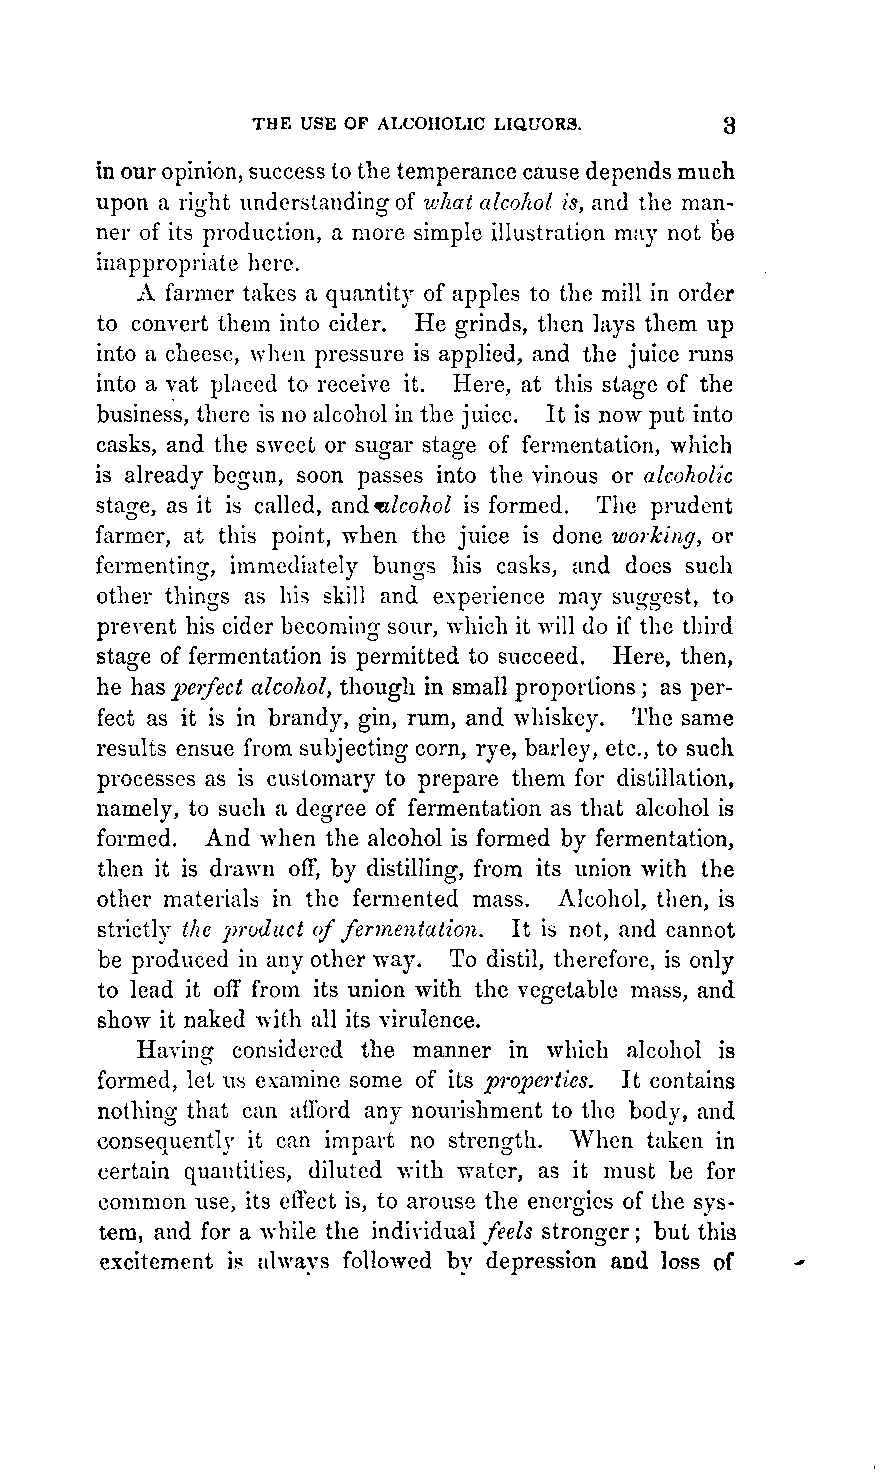 THE USE OF ALCOHOLIC LIQUORS. 3
in our opinion, success to the temperance cause depends much
upon a right understanding of what alcohol is, and the man-
ner of its production, a more simple illustration may not be
inappropriate here.
A farmer takes a quantity of apples to the mill in order
to convert them into cider. He grinds, then lays them up
into a cheese, when pressure is applied, and the juice runs
into a vat placed to receive it. Here, at this stage of the
business, there is no alcohol in the juice. It is now put into
casks, and the sweet or sugar stage of fermentation, which
is already begun, soon passes into the vinous or alcoholic
stage, as it is called, and alcohol is formed. The prudent
farmer, at this point, when the juice is done working, or
fermenting, immediately bungs his casks, and does such
other things as his skill and experience may suggest, to
prevent his cider becoming sour, which it will do if the third
stage of fermentation is permitted to succeed. Here, then,
he has perfect alcohol, though in small proportions; as per-
fect as it is in brandy, gin, rum, and whiskey. The same
results ensue from subjecting corn, rye, barley, etc., to such
processes as is customary to prepare them for distillation,
namely, to such a degree of fermentation as that alcohol is
formed. And when the alcohol is formed by fermentation,
then it is drawn off, by distilling, from its union with the
other materials in the fermented mass. Alcohol, then, is
strictly the product of fermentation. It is not, and cannot
be produced in any other way. To distil, therefore, is only
to lead it off from its union with the vegetable mass, and
show it naked with all its virulence.
Having considered the manner in which alcohol is
formed, let us examine some of its properties. It contains
nothing that can afford any nourishment to the body, and
consequently it can impart no strength. When taken in
certain quantities, diluted with water, as it must be for
common use, its effect is, to arouse the energies of the sys-
tem, and for a while the individual feels stronger; but this
excitement is always followed by depression and loss of